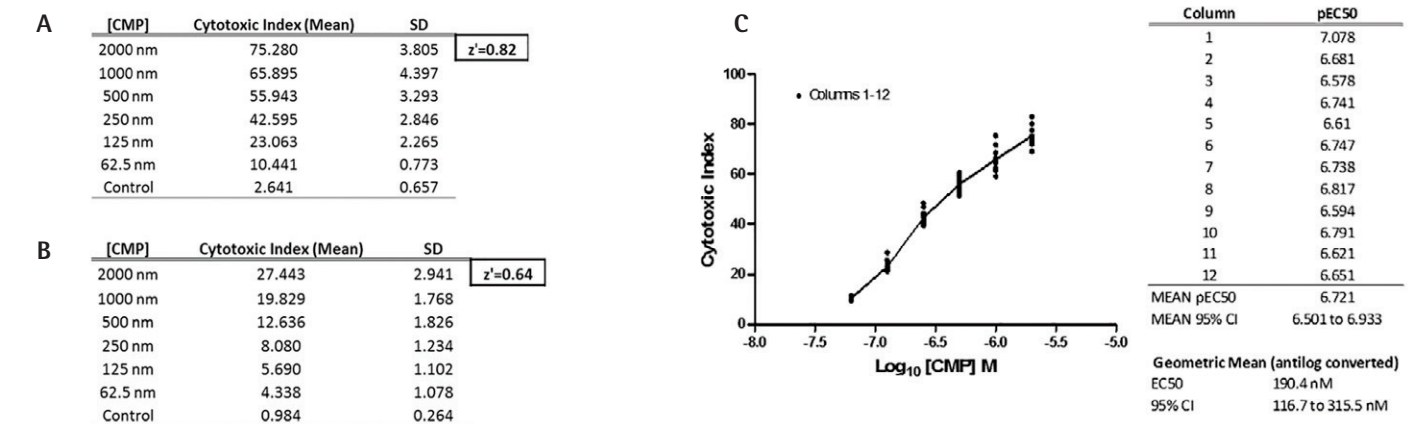 A
[CMP] Cytotoxic Index (Mean) SD
2000 nm 75.280 3.805 z'=0.82
1000 nm 65.895 4.397
500 nm 55.943 3.293
250 nm 42.595 2.846
125 nm 23.063 2.265
62.5 nm 10.441 0.773
Control 2.641 0.657
B
[CMP] Cytotoxic Index (Mean) SD
2000 nm 27.443 2.941 z'=0.64
1000 nm 19.829 1.768
500 nm 12.636 1.826
250 nm 8.080 1.234
125 nm 5.690 1.102
62.5 nm 4.338 1.078
Control 0.984 0.264
C
Cytotoxic Index
100
80
60
40
20
0
Columns 1-12
-8.0 -7.5 -7.0 -6.5 -6.0 -5.5 -5.0
Log10 [CMP] M
Column pEC50
1 7.078
2 6.681
3 6.578
4 6.741
5 6.61
6 6.747
7 6.738
8 6.817
9 6.594
10 6.791
11 6.621
12 6.651
MEAN pEC50 6.721
MEAN 95% CI 6.501 to 6.933
Geometric Mean (antilog converted)
EC50 190.4 nM
95% CI 116.7 to 315.5 nM